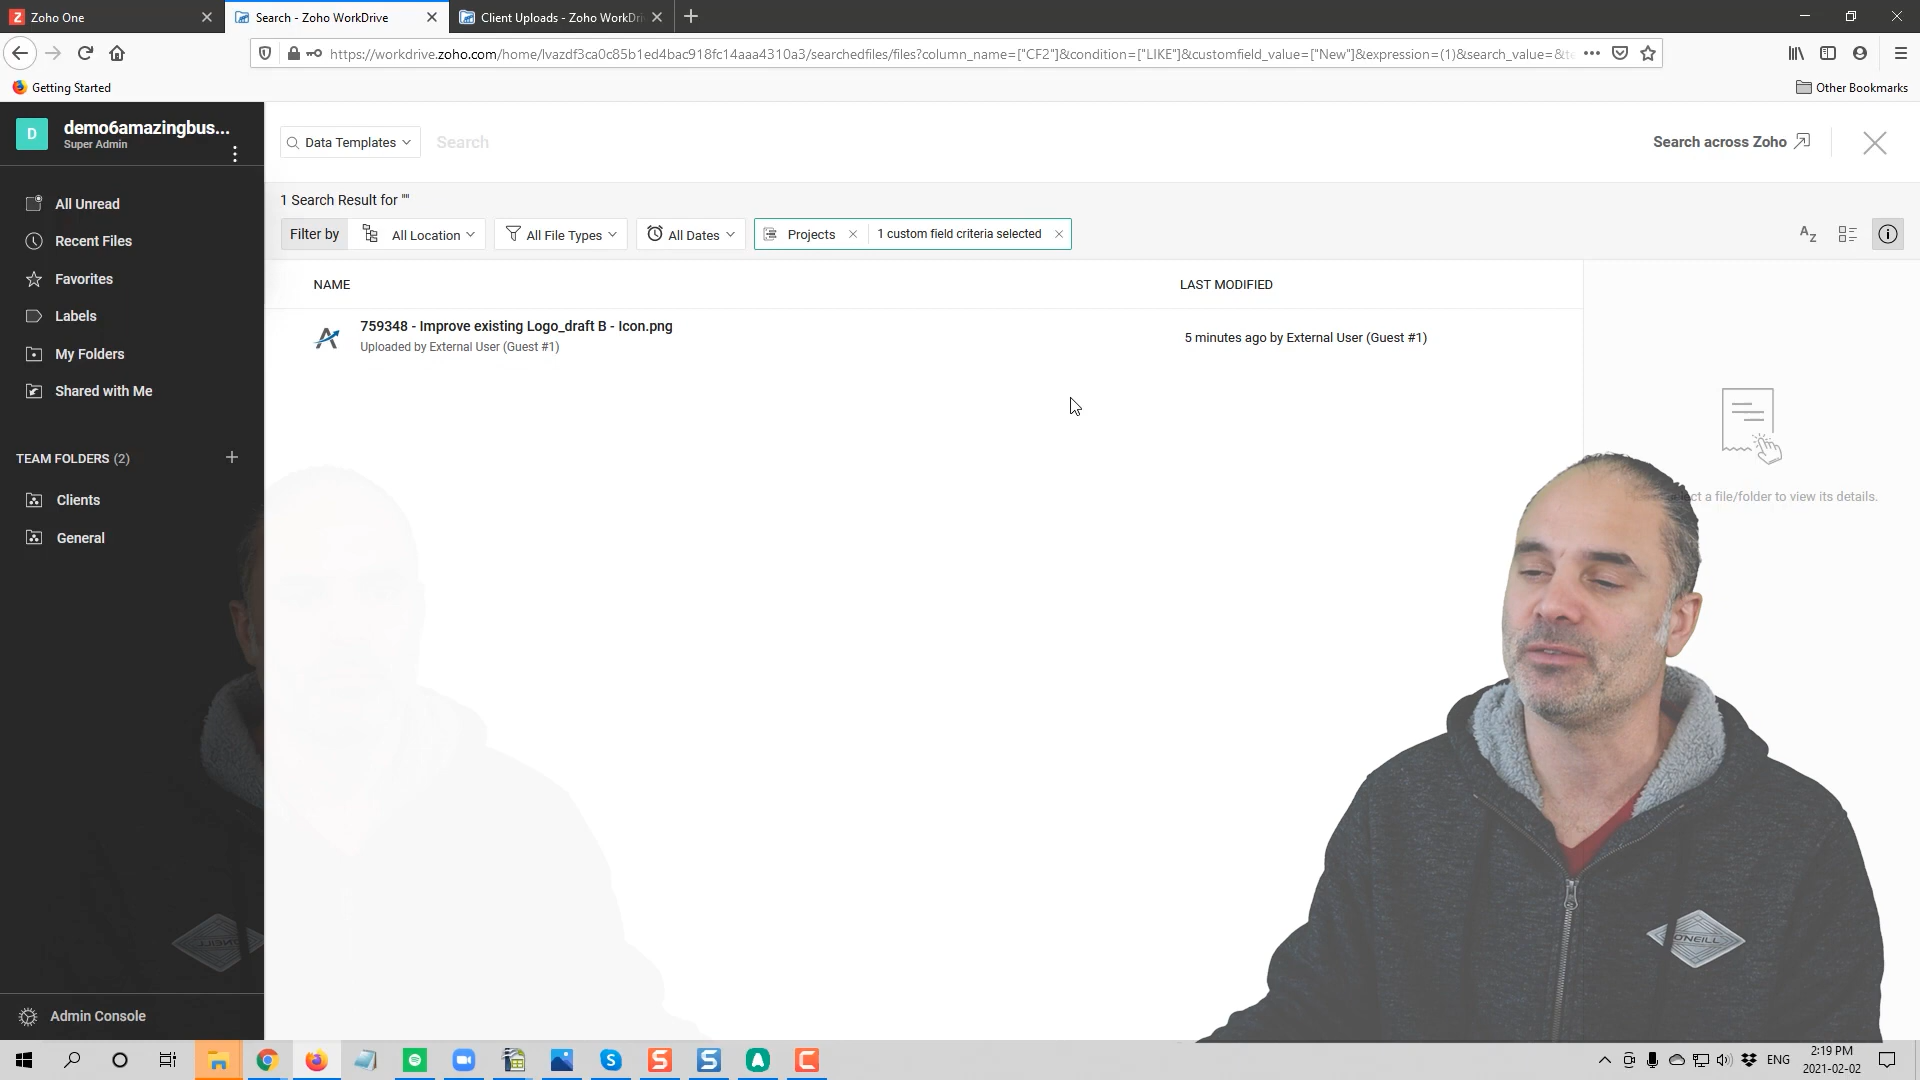 Zoho One
Search - Zoho WorkDrive
Client Uploads - Zoho WorkDri
https://workdrive.zoho.com/home/lvazdf3ca0c85b1ed4bac918fc14aaa4310a3/searchedfiles/files?column_name=["CF2"]&condition=["LIKE"]&customfield_value=["New"]&expression=(1)&search_value=&te
Getting Started
Other Bookmarks
D
demo6amazingbus...
Super Admin
Data Templates
Search
Search across Zoho
1 Search Result for ""
Filter by
All Location
All File Types
All Dates
Projects
1 custom field criteria selected
All Unread
Recent Files
Favorites
Labels
My Folders
Shared with Me
TEAM FOLDERS (2)
Clients
General
NAME
LAST MODIFIED
759348 - Improve existing Logo_draft B - Icon.png
Uploaded by External User (Guest #1)
5 minutes ago by External User (Guest #1)
a file/folder to view its details.
O'NEILL
Admin Console
ENG
2:19 PM
2021-02-02